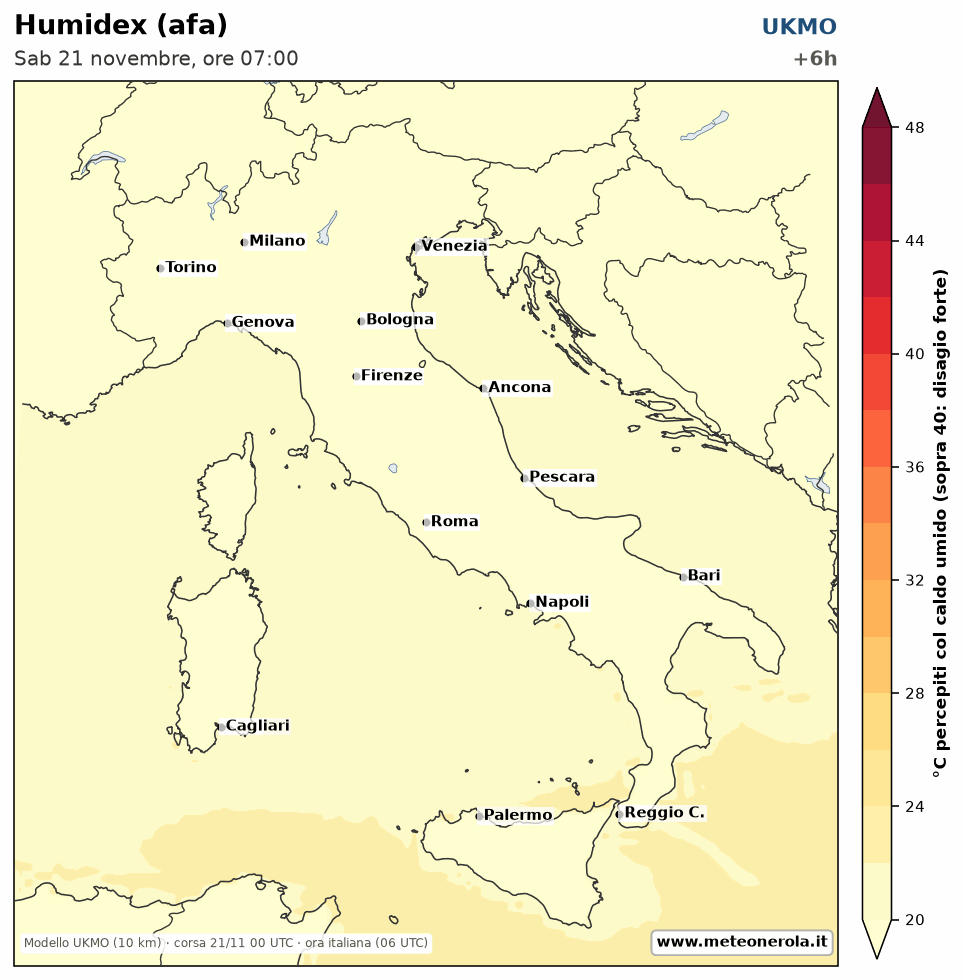 Humidex (afa)
UKMO
Sab 21 novembre, ore 07:00
+6h
Milano
Venezia
Torino
Genova
Bologna
Firenze
Ancona
Pescara
Roma
Bari
Napoli
Cagliari
Palermo
Reggio C.
48
44
40
36
32
28
24
20
°C percepiti col caldo umido (sopra 40: disagio forte)
Modello UKMO (10 km) · corsa 21/11 00 UTC · ora italiana (06 UTC)
www.meteonerola.it